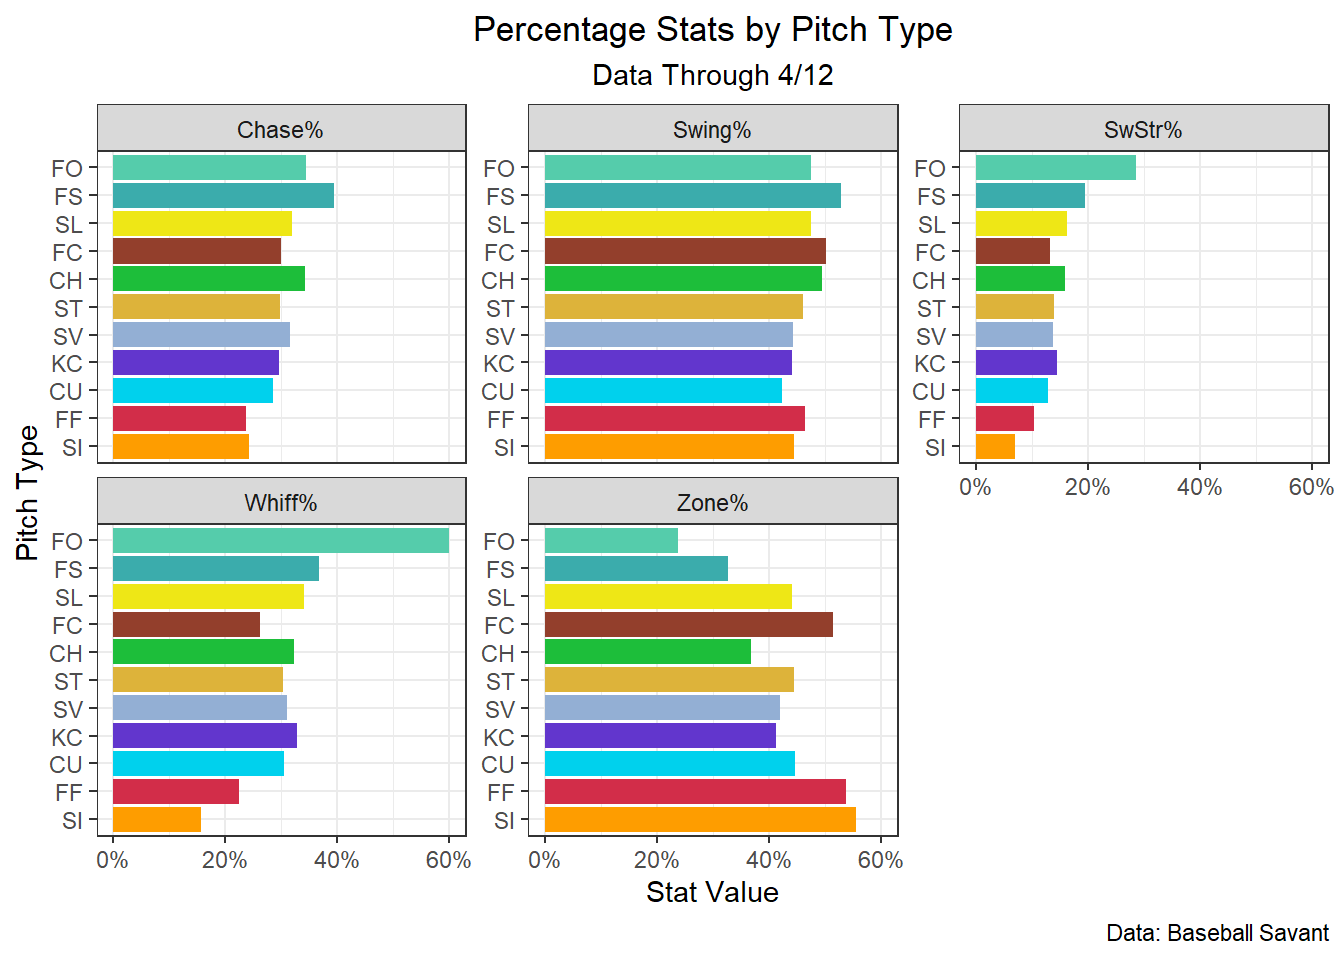 Percentage Stats by Pitch Type
Data Through 4/12
Chase%
Swing%
SwStr%
FO
FS
SL
FC
CH
ST
SV
KC
CU
FF
SI
FO
FS
SL
FC
CH
ST
SV
KC
CU
FF
SI
FO
FS
SL
FC
CH
ST
SV
KC
CU
FF
SI
0% 20% 40% 60%
Pitch Type
Whiff%
Zone%
FO
FS
SL
FC
CH
ST
SV
KC
CU
FF
SI
FO
FS
SL
FC
CH
ST
SV
KC
CU
FF
SI
0% 20% 40% 60%
0% 20% 40% 60%
Stat Value
Data: Baseball Savant